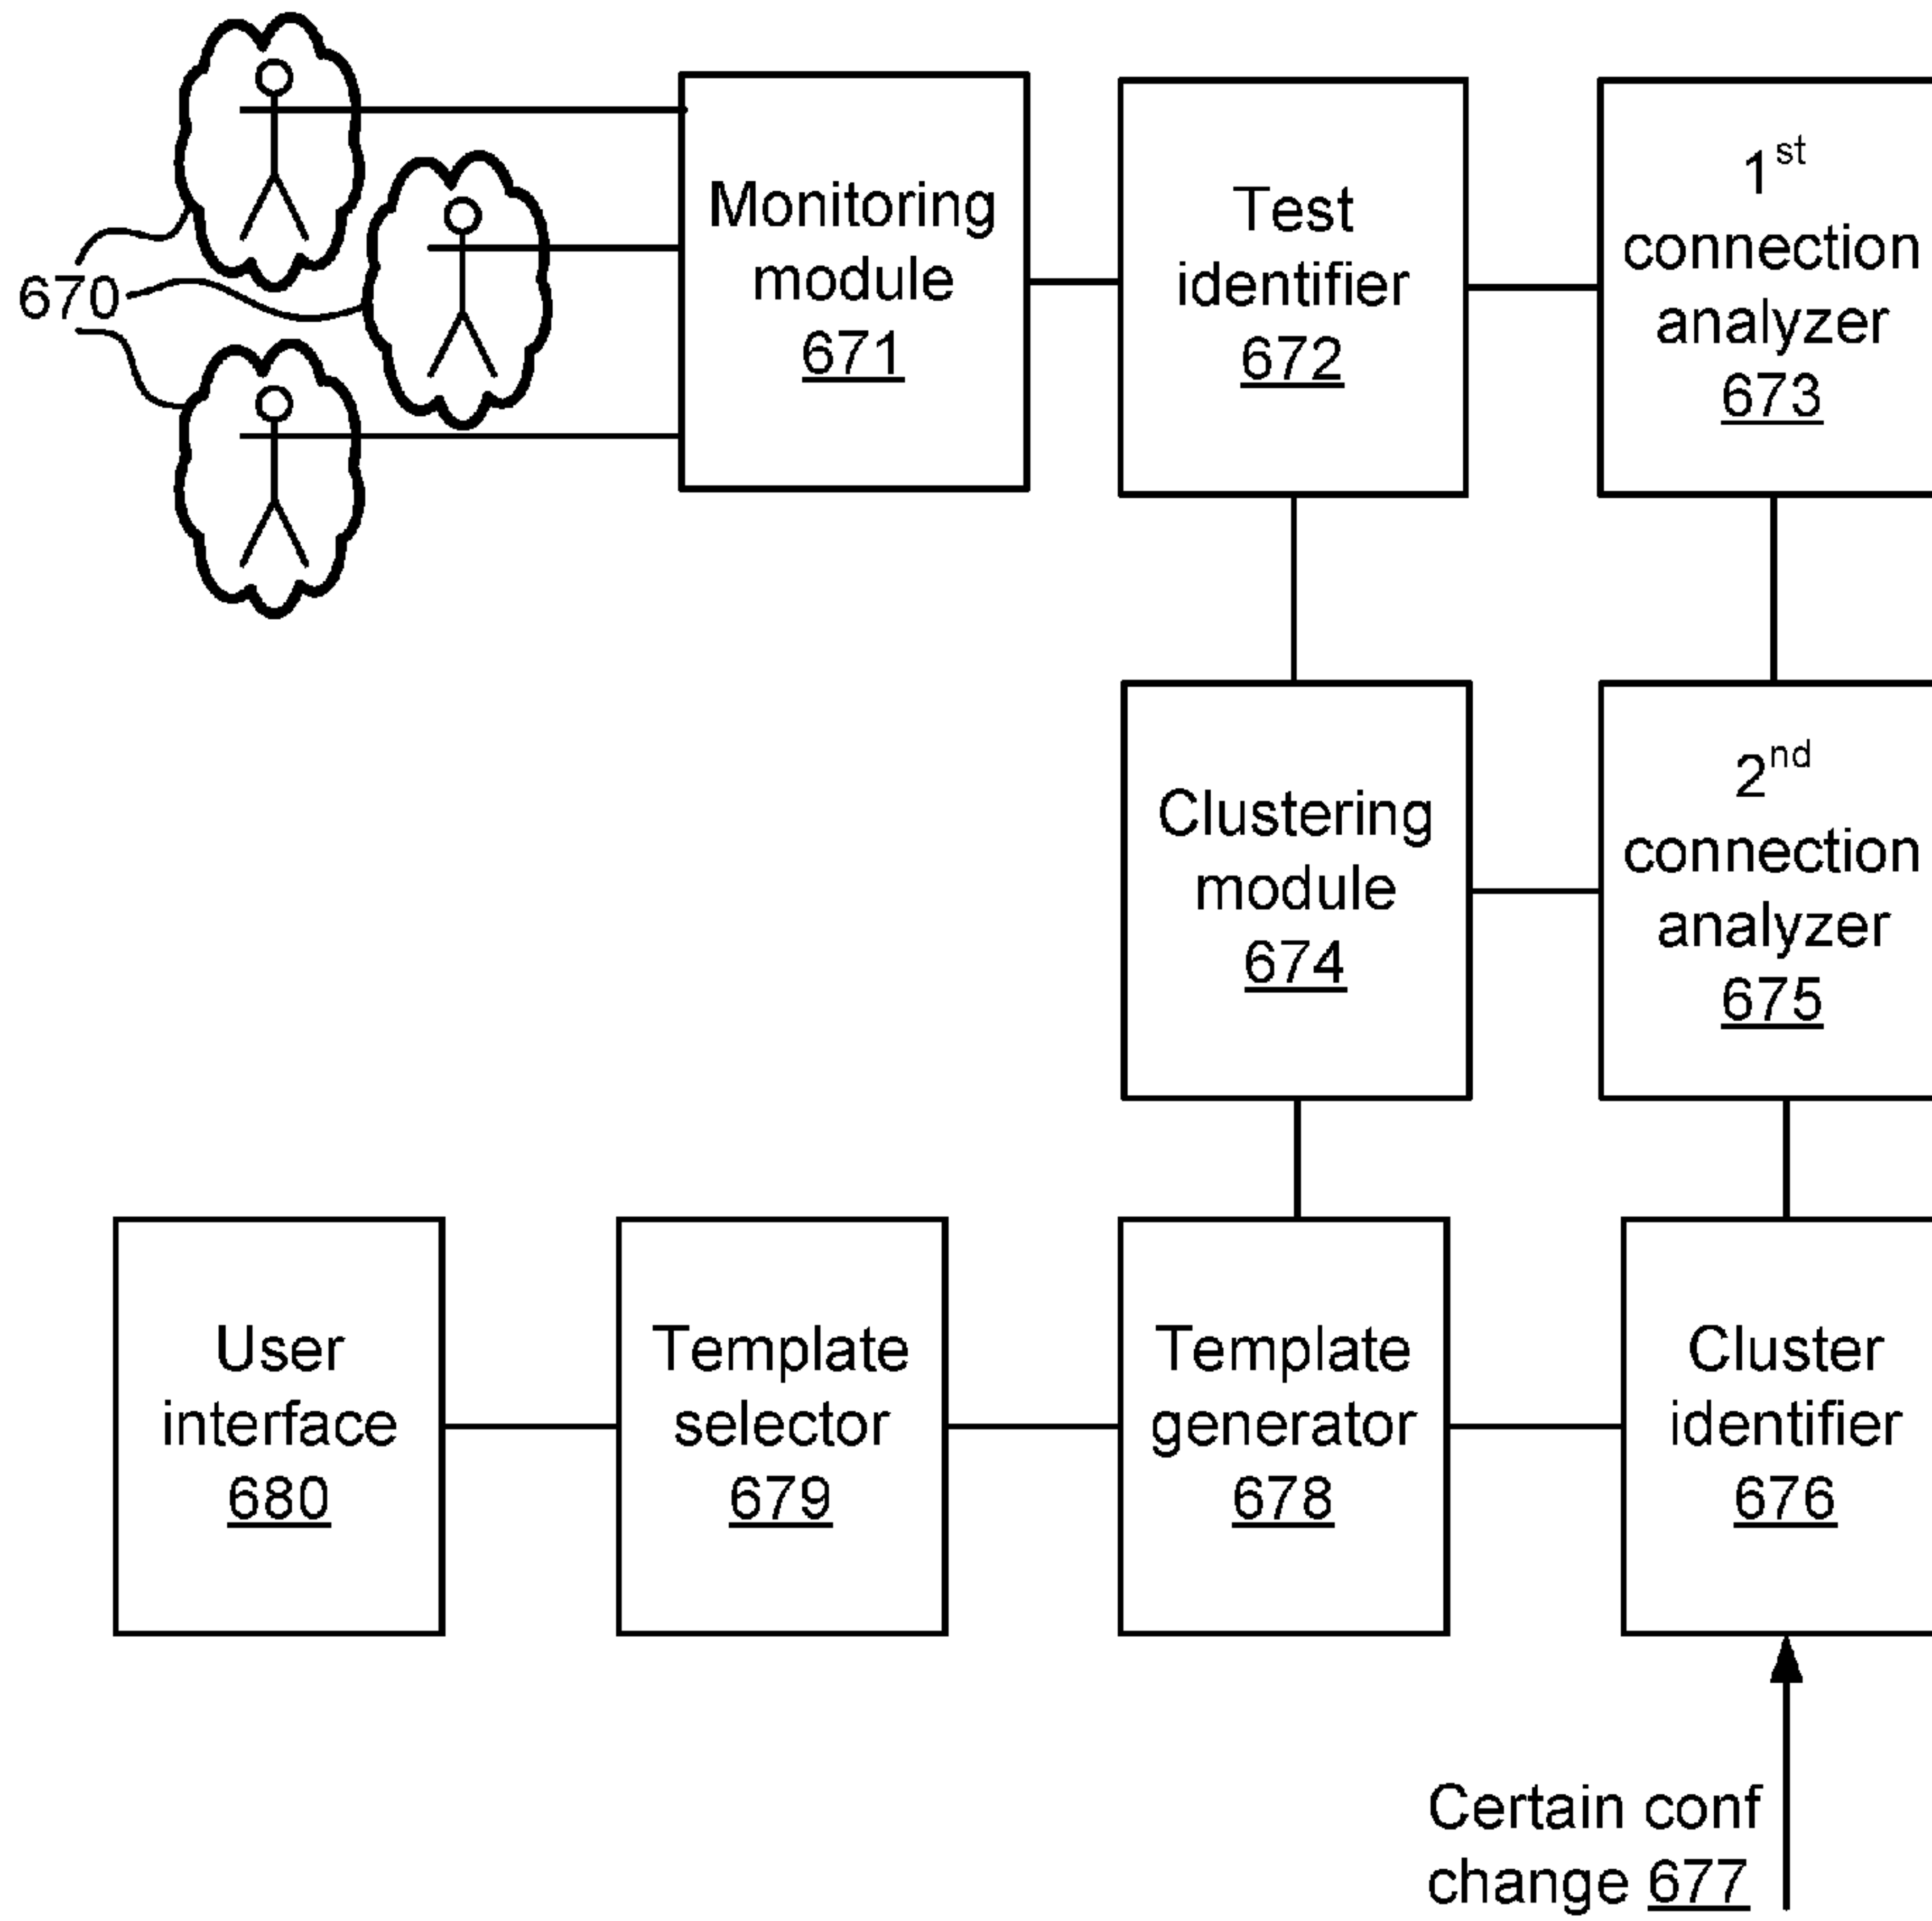 670
Monitoring
module
671
Test
identifier
672
1st
connection
analyzer
673
Clustering
module
674
2nd
connection
analyzer
675
User
interface
680
Template
selector
679
Template
generator
678
Cluster
identifier
676
Certain conf
change 677